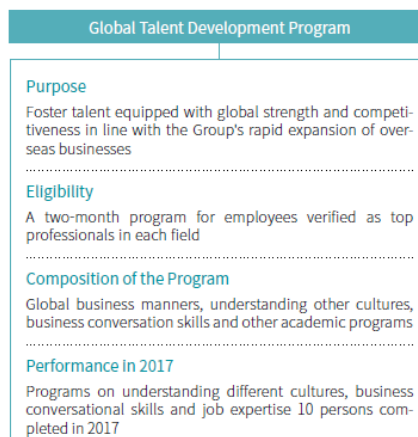 Global Talent Development Program
Purpose
Foster talent equipped with global strength and competi-
tiveness in line with the Group's rapid expansion of over-
seas businesses
Eligibility
A two-month program for employees verified as top
professionals in each field
Composition of the Program
Global business manners, understanding other cultures,
business conversation skills and other academic programs
Performance in 2017
Programs on understanding different cultures, business
conversational skills and job expertise 10 persons com-
pleted in 2017